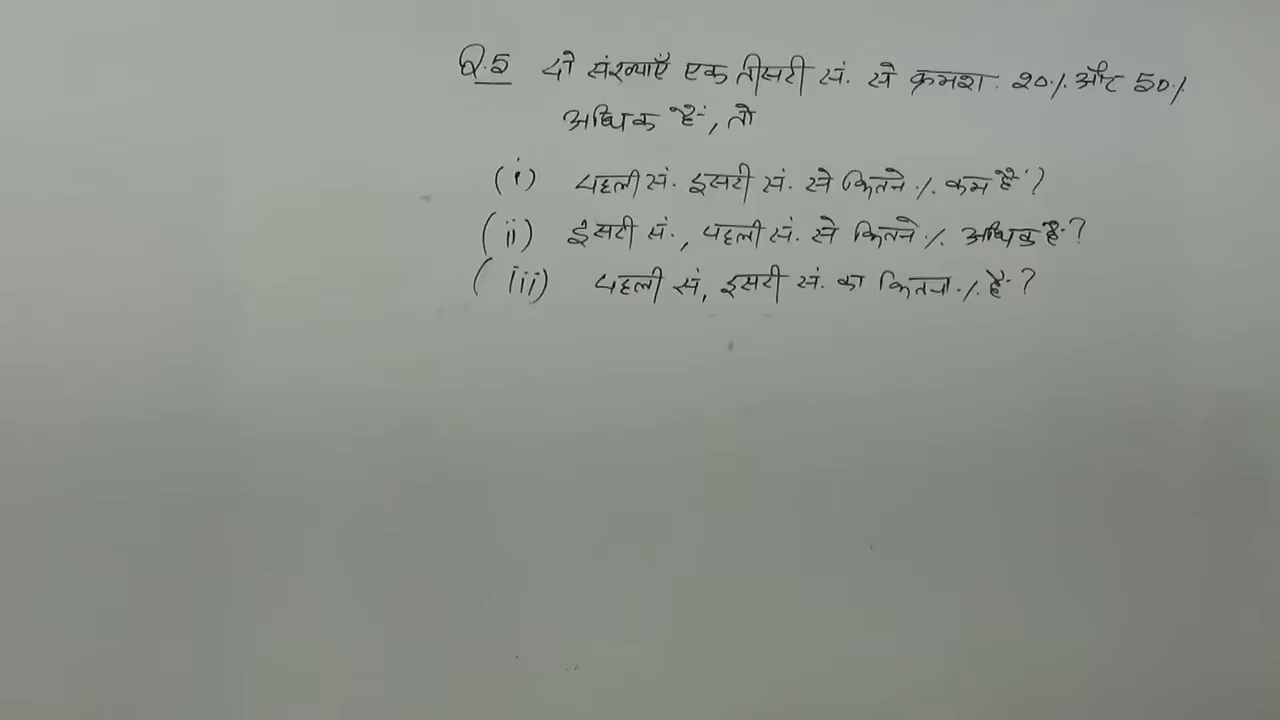 Q.5 दो संख्याएँ एक तीसरी सं. से क्रमशः 20% और 50%
अधिक हैं, तो
(i) पहली सं. दूसरी सं. से कितने % कम है?
(ii) दूसरी सं., पहली सं. से कितने % अधिक है?
(iii) पहली सं, दूसरी सं. का कितना % है?